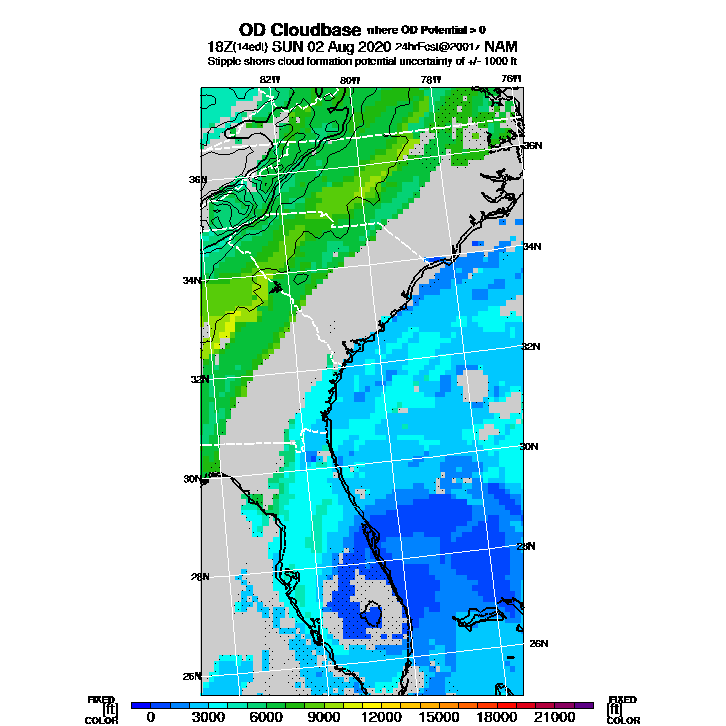 OD Cloudbase where OD Potential > 0
18Z(14edt) SUN 02 Aug 2020 24hrFcst@2001z NAM
Stipple shows cloud formation potential uncertainty of +/- 1000 ft
82W 80W 78W 76W
36N
36N
34N
34N
32N
32N
30N
30N
28N
28N
26N
26N
FIXED FIXED
[ft] [ft]
COLOR 0 3000 6000 9000 12000 15000 18000 21000 COLOR